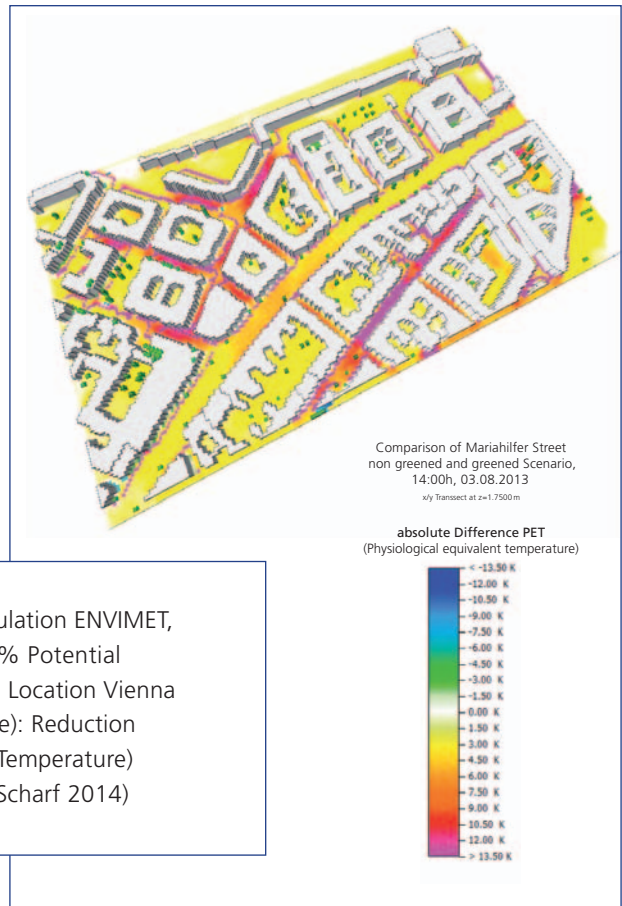 Comparison of Mariahilfer Street
non greened and greened Scenario,
14:00h, 03.08.2013
x/y Transsect at z=1.7500 m
absolute Difference PET
(Physiological equivalent temperature)
< -13.50 K
-12.00 K
-10.50 K
-9.00 K
-7.50 K
-6.00 K
-4.50 K
-3.00 K
-1.50 K
0.00 K
1.50 K
3.00 K
4.50 K
6.00 K
7.50 K
9.00 K
10.50 K
12.00 K
> 13.50 K
ulation ENVIMET,
% Potential
Location Vienna
e): Reduction
Temperature)
Scharf 2014)